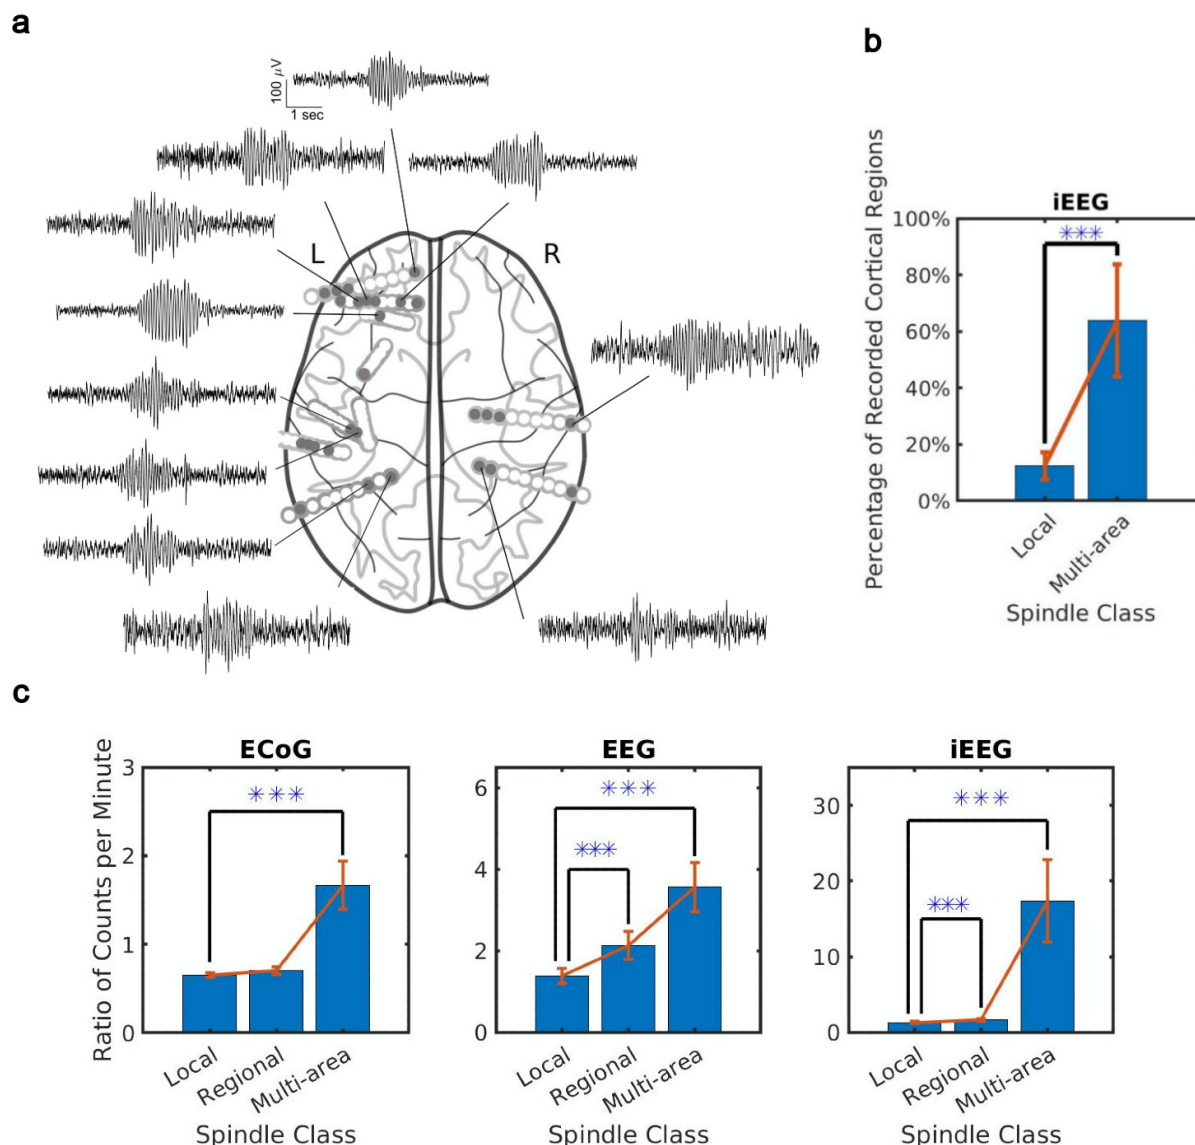 a
b
100 μV
1 sec
L
R
iEEG
Percentage of Recorded Cortical Regions
100%
80%
60%
40%
20%
0%
***
Local
Multi-area
Spindle Class
c
ECoG
Ratio of Counts per Minute
3
2
1
0
***
Local
Regional
Multi-area
Spindle Class
EEG
6
4
2
0
***
***
Local
Regional
Multi-area
Spindle Class
iEEG
30
20
10
0
***
***
Local
Regional
Multi-area
Spindle Class